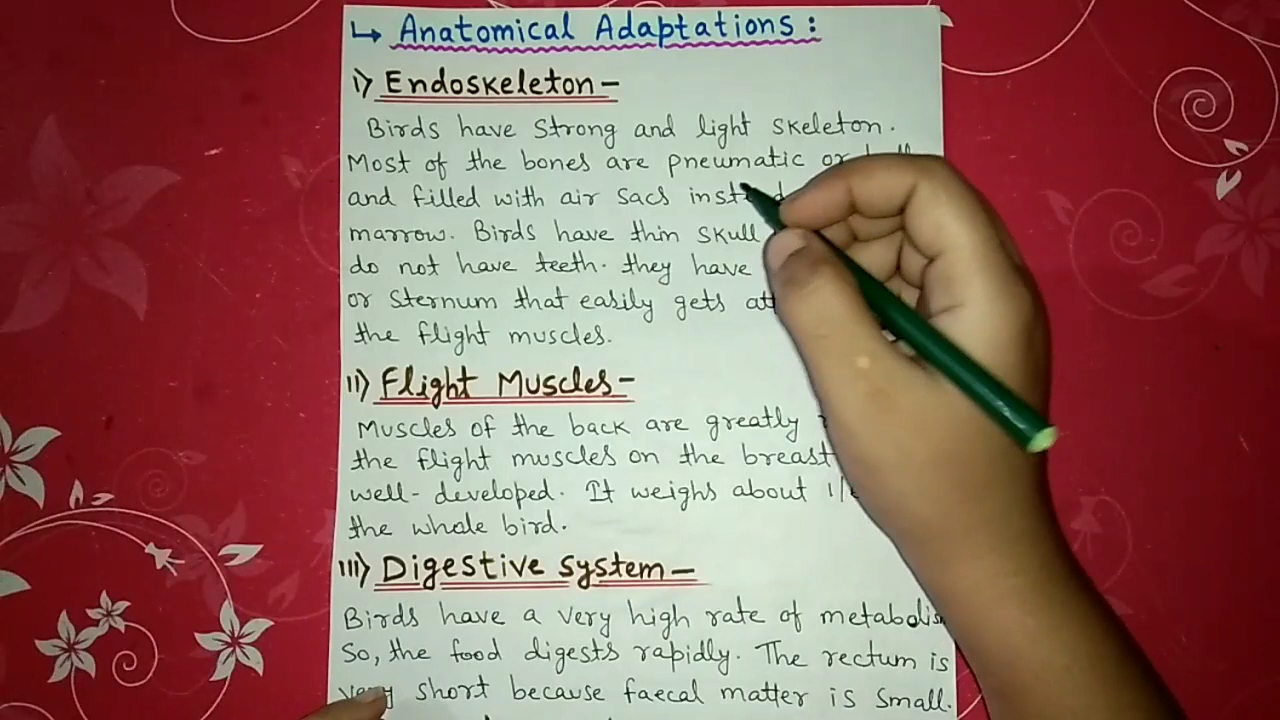 ↳ Anatomical Adaptations :
i) Endoskeleton -
Birds have strong and light skeleton.
Most of the bones are pneumatic or
and filled with air sacs
marrow. Birds have thin skull
do not have teeth. they have
or sternum that easily gets
the flight muscles.
ii) Flight Muscles -
Muscles of the back are greatly
the flight muscles on the breast
well-developed. It weighs about
the whole bird.
iii) Digestive System -
Birds have a very high rate of metabolism
So, the food digests rapidly. The rectum is
very short because faecal matter is small.